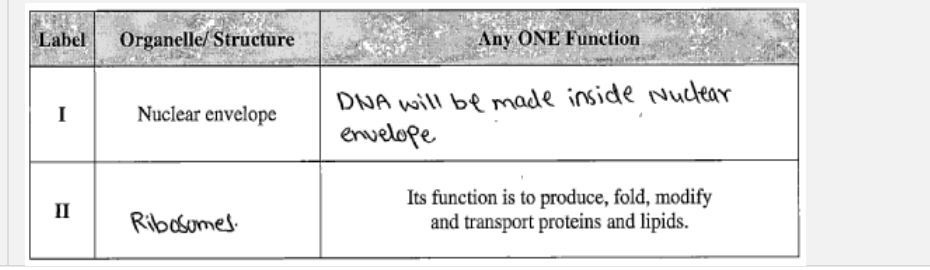 Label Organelle/Structure Any ONE Function
I Nuclear envelope DNA will be made inside Nuclear
envelope
II Ribosomes. Its function is to produce, fold, modify
and transport proteins and lipids.